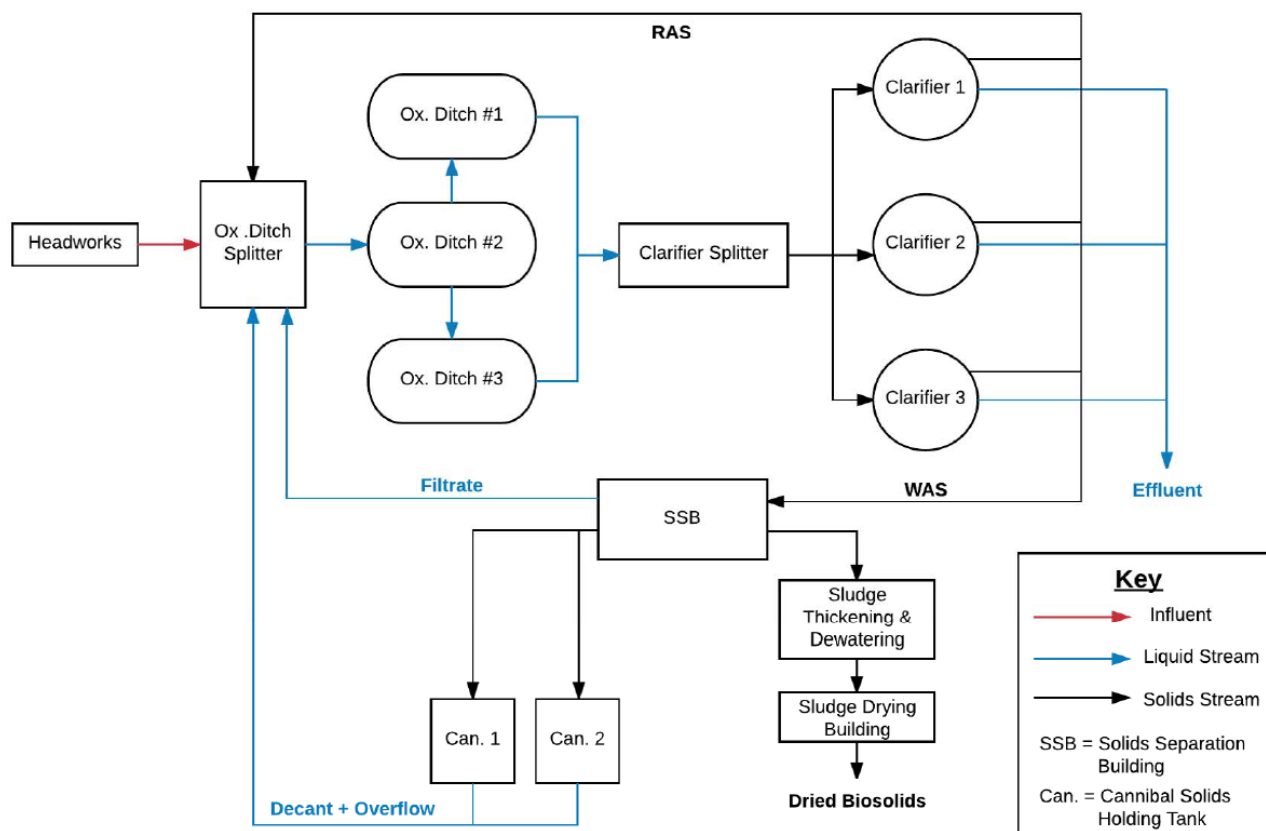 RAS
Ox. Ditch #1
Clarifier 1
Headworks
Ox .Ditch
Splitter
Ox. Ditch #2
Clarifier Splitter
Clarifier 2
Ox. Ditch #3
Clarifier 3
Filtrate
SSB
WAS
Effluent
Sludge
Thickening &
Dewatering
Sludge Drying
Building
Can. 1
Can. 2
Decant + Overflow
Dried Biosolids
Key
Influent
Liquid Stream
Solids Stream
SSB = Solids Separation
Building
Can. = Cannibal Solids
Holding Tank